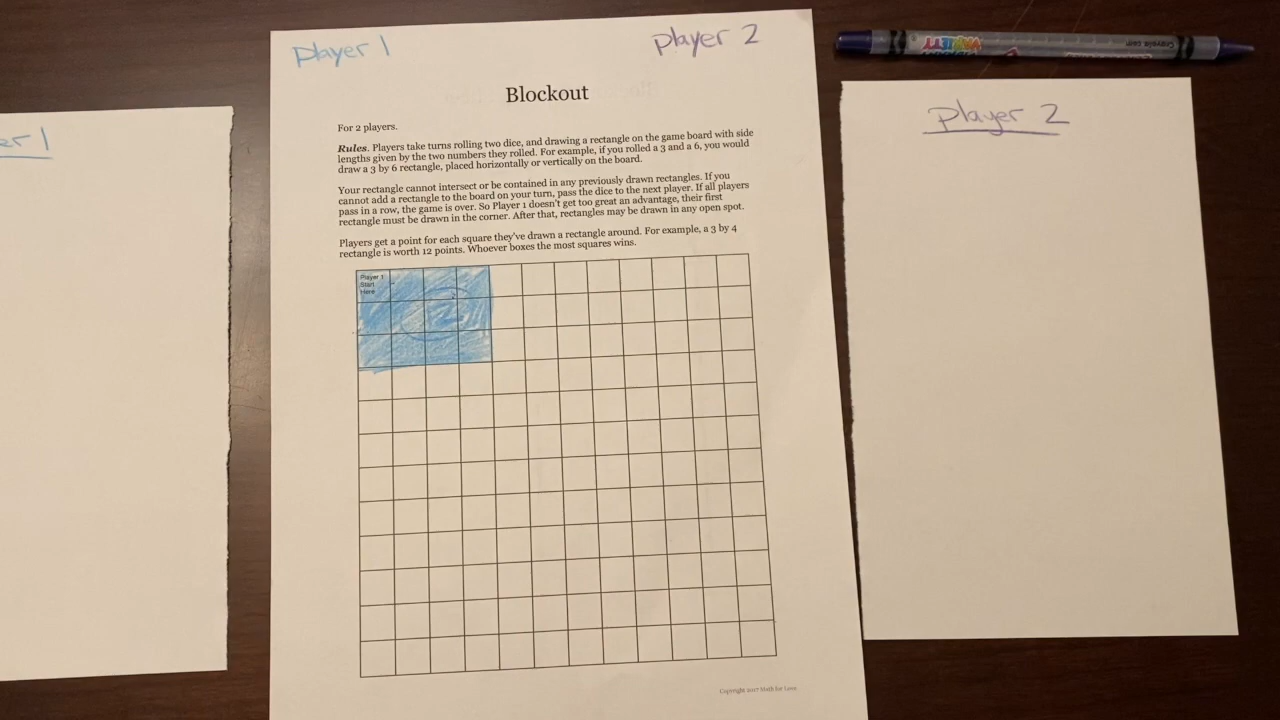 Player 1
Player 2
er 1
Player 2
Blockout
For 2 players.
Rules. Players take turns rolling two dice, and drawing a rectangle on the game board with side
lengths given by the two numbers they rolled. For example, if you rolled a 3 and a 6, you would
draw a 3 by 6 rectangle, placed horizontally or vertically on the board.
Your rectangle cannot intersect or be contained in any previously drawn rectangles. If you
cannot add a rectangle to the board on your turn, pass the dice to the next player. If all players
pass in a row, the game is over. So Player 1 doesn't get too great an advantage, their first
rectangle must be drawn in the corner. After that, rectangles may be drawn in any open spot.
Players get a point for each square they've drawn a rectangle around. For example, a 3 by 4
rectangle is worth 12 points. Whoever boxes the most squares wins.
Player 1
Start
Here
12
Copyright 2017 Math for Love